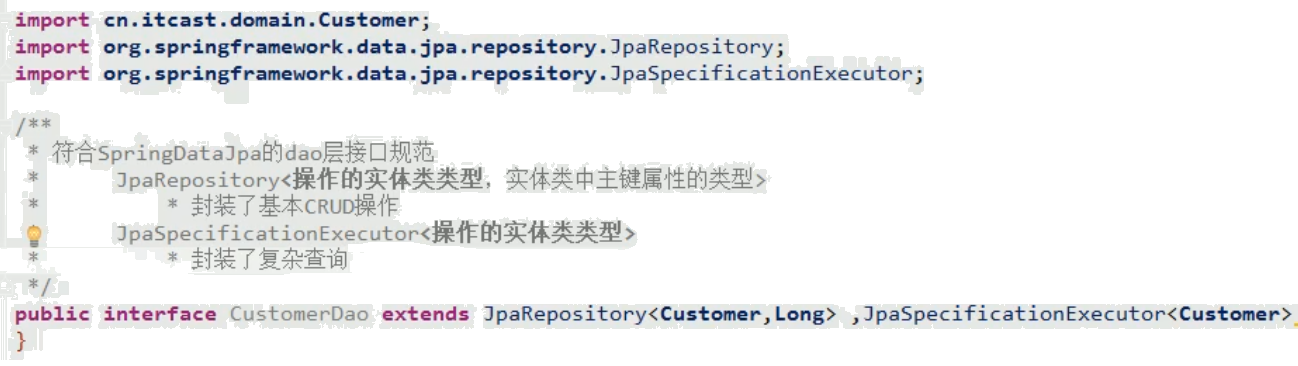 import cn.itcast.domain.Customer;
import org.springframework.data.jpa.repository.JpaRepository;
import org.springframework.data.jpa.repository.JpaSpecificationExecutor;
/**
* 符合SpringDataJpa的dao层接口规范
* JpaRepository<操作的实体类类型，实体类中主键属性的类型>
* * 封装了基本CRUD操作
JpaSpecificationExecutor<操作的实体类类型>
* * 封装了复杂查询
*/
public interface CustomerDao extends JpaRepository<Customer,Long> ,JpaSpecificationExecutor<Customer>
}